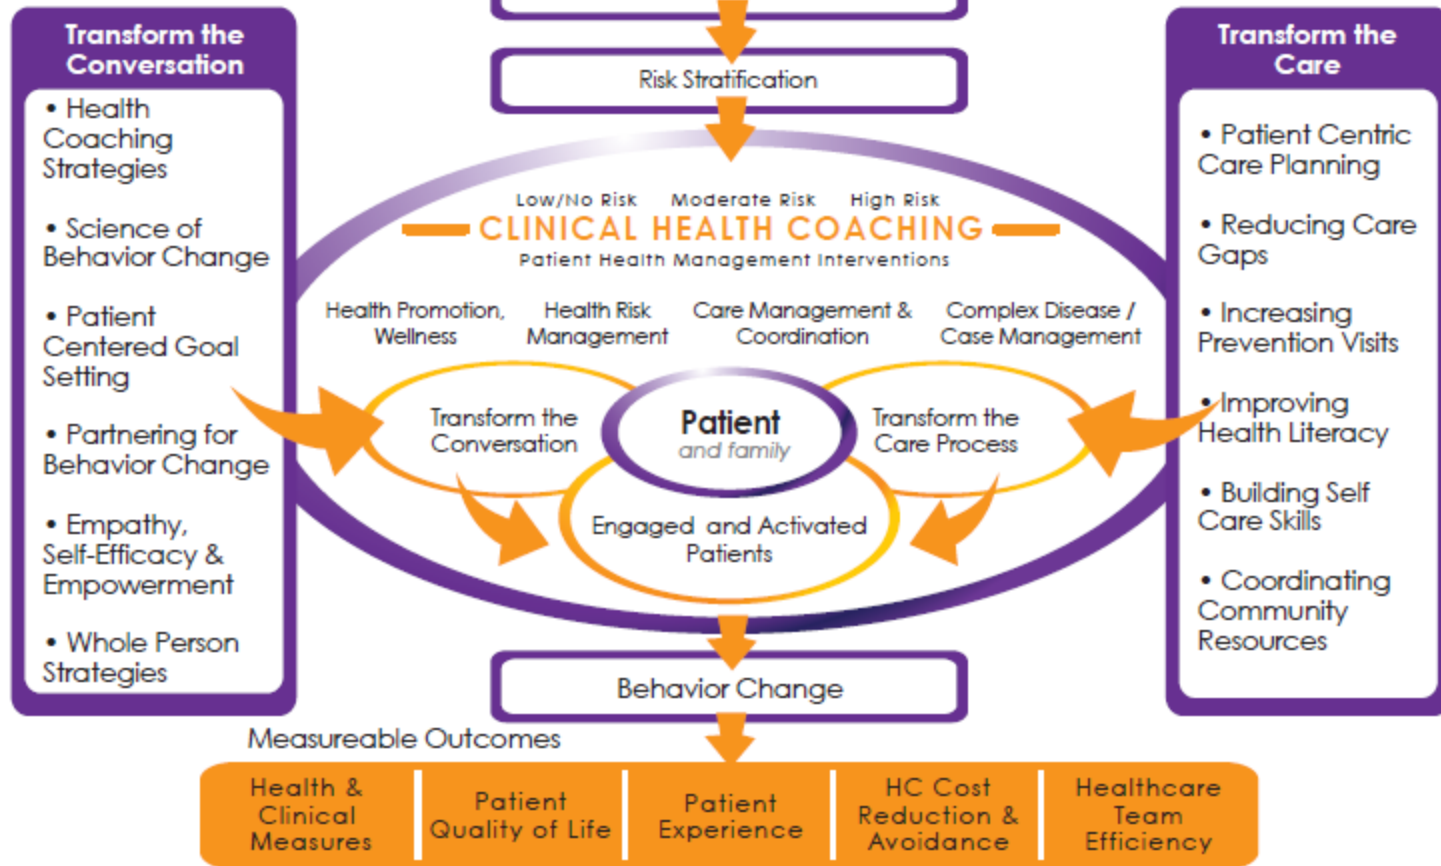 Transform the
Conversation
• Health
Coaching
Strategies
• Science of
Behavior Change
• Patient
Centered Goal
Setting
• Partnering for
Behavior Change
• Empathy,
Self-Efficacy &
Empowerment
• Whole Person
Strategies
Risk Stratification
Low/No Risk Moderate Risk High Risk
CLINICAL HEALTH COACHING
Patient Health Management Interventions
Health Promotion,
Wellness
Health Risk
Management
Care Management &
Coordination
Complex Disease /
Case Management
Transform the
Conversation
Patient
and family
Transform the
Care Process
Engaged and Activated
Patients
Behavior Change
Transform the
Care
• Patient Centric
Care Planning
• Reducing Care
Gaps
• Increasing
Prevention Visits
• Improving
Health Literacy
• Building Self
Care Skills
• Coordinating
Community
Resources
Measureable Outcomes
Health &
Clinical
Measures
Patient
Quality of Life
Patient
Experience
HC Cost
Reduction &
Avoidance
Healthcare
Team
Efficiency